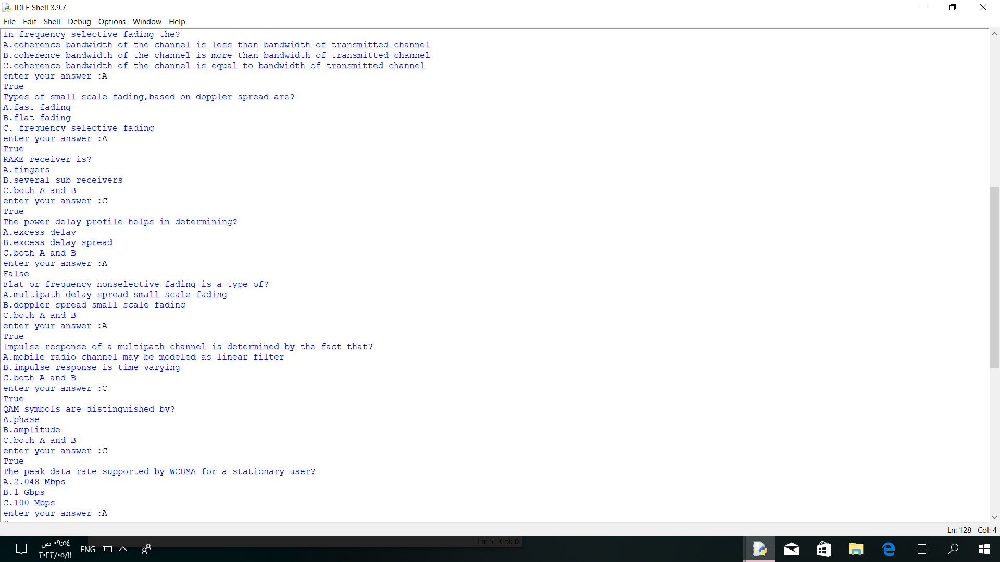 IDLE Shell 3.9.7
File Edit Shell Debug Options Window Help
In frequency selective fading the?
A.coherence bandwidth of the channel is less than bandwidth of transmitted channel
B.coherence bandwidth of the channel is more than bandwidth of transmitted channel
C.coherence bandwidth of the channel is equal to bandwidth of transmitted channel
enter your answer :A
True
Types of small scale fading,based on doppler spread are?
A.fast fading
B.flat fading
C. frequency selective fading
enter your answer :A
True
RAKE receiver is?
A.fingers
B.several sub receivers
C.both A and B
enter your answer :C
True
The power delay profile helps in determining?
A.excess delay
B.excess delay spread
C.both A and B
enter your answer :A
False
Flat or frequency nonselective fading is a type of?
A.multipath delay spread small scale fading
B.doppler spread small scale fading
C.both A and B
enter your answer :A
True
Impulse response of a multipath channel is determined by the fact that?
A.mobile radio channel may be modeled as linear filter
B.impulse response is time varying
C.both A and B
enter your answer :C
True
QAM symbols are distinguished by?
A.phase
B.amplitude
C.both A and B
enter your answer :C
True
The peak data rate supported by WCDMA for a stationary user?
A.2.048 Mbps
B.1 Gbps
C.100 Mbps
enter your answer :A
Ln: 128 Col: 4
Ln: 5 Col: 0
٠٩:٥٤ ص
ENG
٢٠٢٢/٠٥/١١